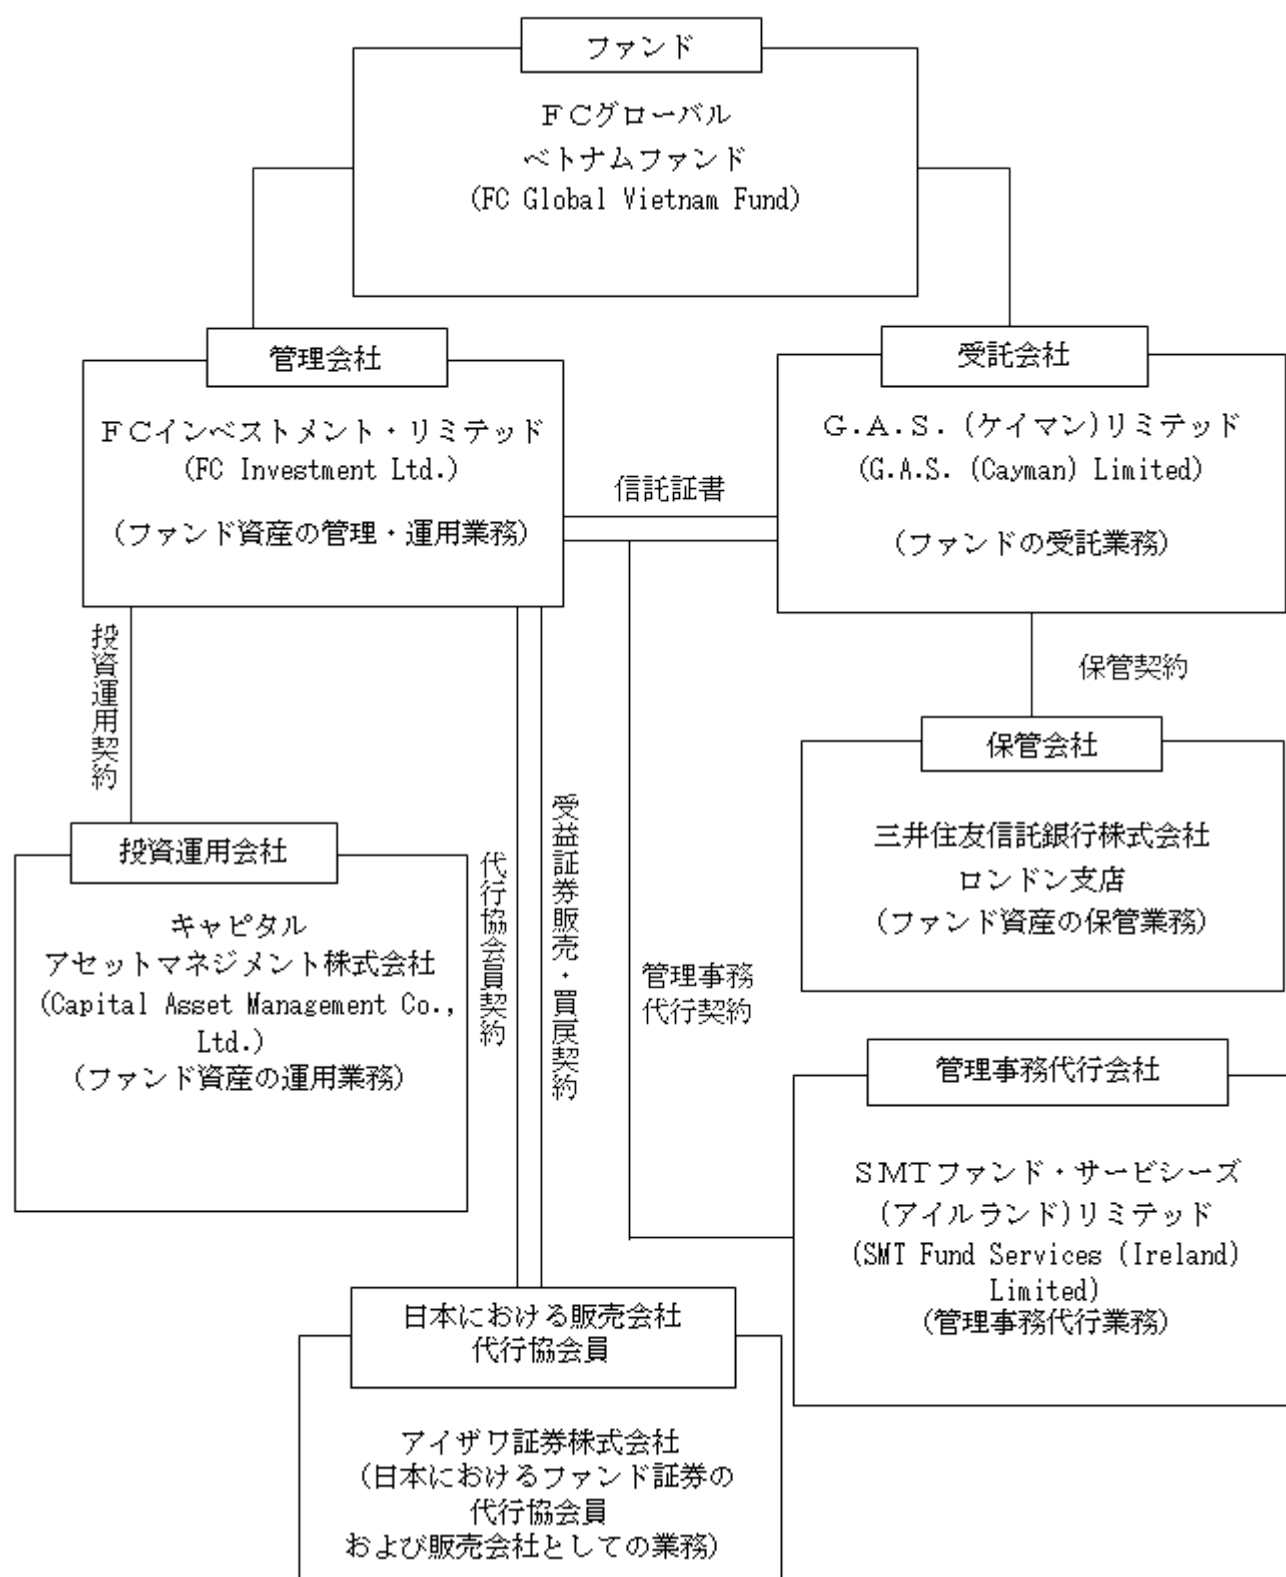 ファンド
ＦＣグローバル
ベトナムファンド
(FC Global Vietnam Fund)
管理会社
ＦＣインベストメント・リミテッド
(FC Investment Ltd.)
(ファンド資産の管理・運用業務)
信託証書
受託会社
Ｇ.Ａ.Ｓ.(ケイマン)リミテッド
(G.A.S. (Cayman) Limited)
(ファンドの受託業務)
投資運用契約
保管契約
保管会社
三井住友信託銀行株式会社
ロンドン支店
(ファンド資産の保管業務)
投資運用会社
キャピタル
アセットマネジメント株式会社
(Capital Asset Management Co.,
Ltd.)
(ファンド資産の運用業務)
代行協会員契約
受益証券販売・買戻契約
管理事務
代行契約
管理事務代行会社
ＳＭＴファンド・サービシーズ
(アイルランド)リミテッド
(SMT Fund Services (Ireland)
Limited)
(管理事務代行業務)
日本における販売会社
代行協会員
アイザワ証券株式会社
(日本におけるファンド証券の
代行協会員
および販売会社としての業務)